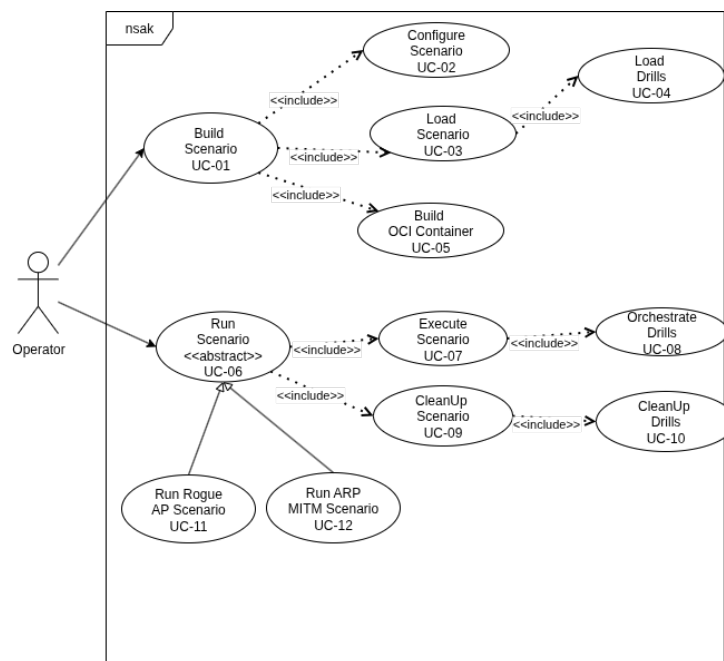 nsak
Configure
Scenario
UC-02
Load
Drills
UC-04
<<include>>
<<include>>
Build
Scenario
UC-01
Load
Scenario
UC-03
<<include>>
<<include>>
Build
OCI Container
UC-05
Operator
Run
Scenario
<<abstract>>
UC-06
<<include>>
Execute
Scenario
UC-07
<<include>>
Orchestrate
Drills
UC-08
<<include>>
CleanUp
Scenario
UC-09
<<include>>
CleanUp
Drills
UC-10
Run Rogue
AP Scenario
UC-11
Run ARP
MITM Scenario
UC-12